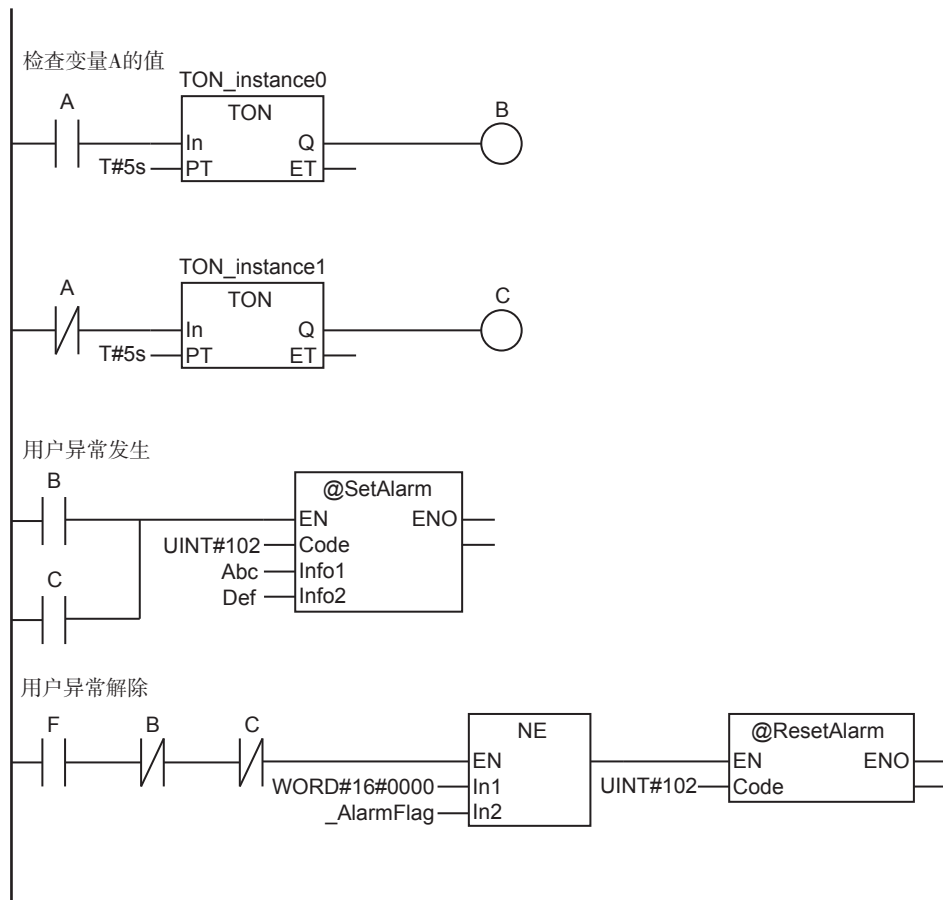 检查变量A的值
TON_instance0
A
TON
B
In
Q
T#5s
PT
ET
TON_instance1
A
TON
C
In
Q
T#5s
PT
ET
用户异常发生
B
@SetAlarm
EN
ENO
UINT#102
Code
C
Abc
Info1
Def
Info2
用户异常解除
F
B
C
NE
@ResetAlarm
EN
EN
ENO
WORD#16#0000
In1
UINT#102
Code
_AlarmFlag
In2